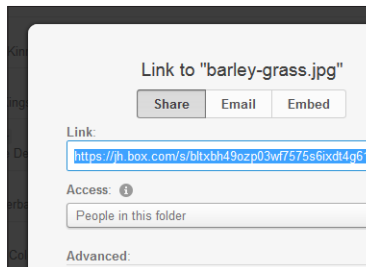 Link to "barley-grass.jpg"
Share Email Embed
Link:
https://jh.box.com/s/bltxbh49ozp03wf7575s6ixdt4g6
Access:
People in this folder
Advanced: